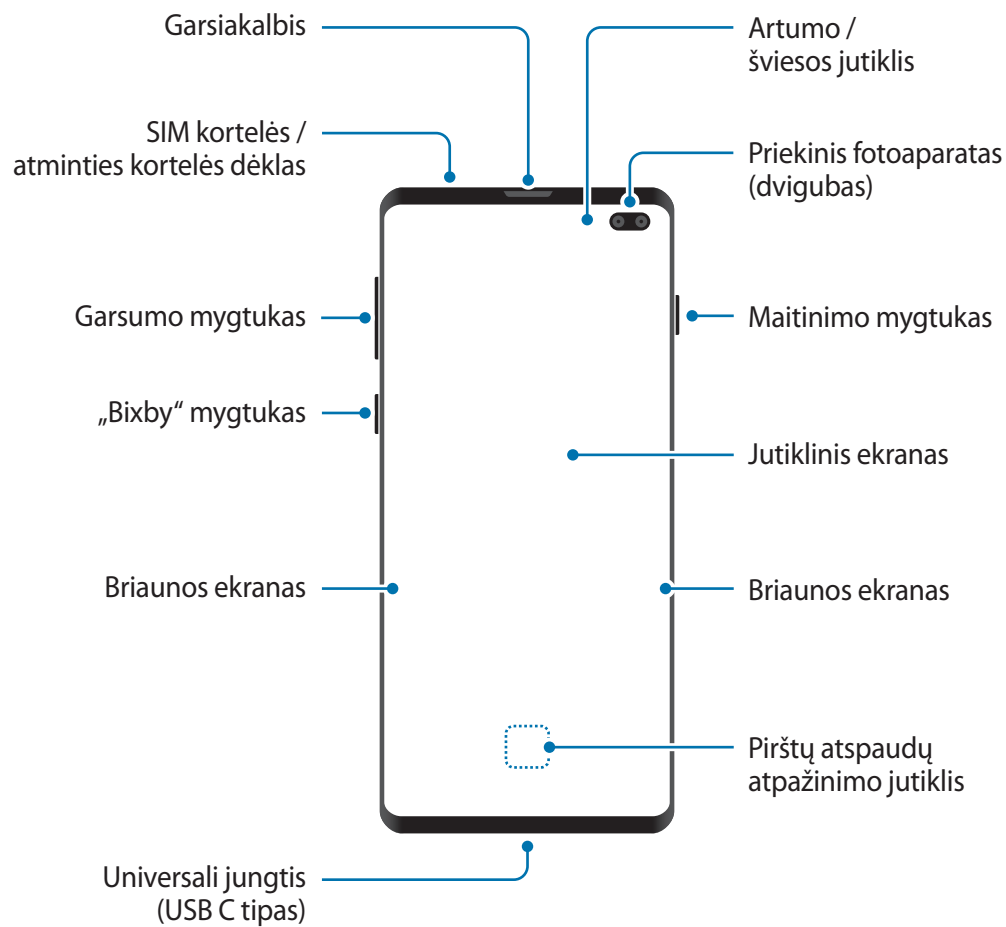 Garsiakalbis
SIM kortelės /
atminties kortelės dėklas
Garsumo mygtukas
„Bixby“ mygtukas
Briaunos ekranas
Universali jungtis
(USB C tipas)
Artumo /
šviesos jutiklis
Priekinis fotoaparatas
(dvigubas)
Maitinimo mygtukas
Jutiklinis ekranas
Briaunos ekranas
Pirštų atspaudų
atpažinimo jutiklis